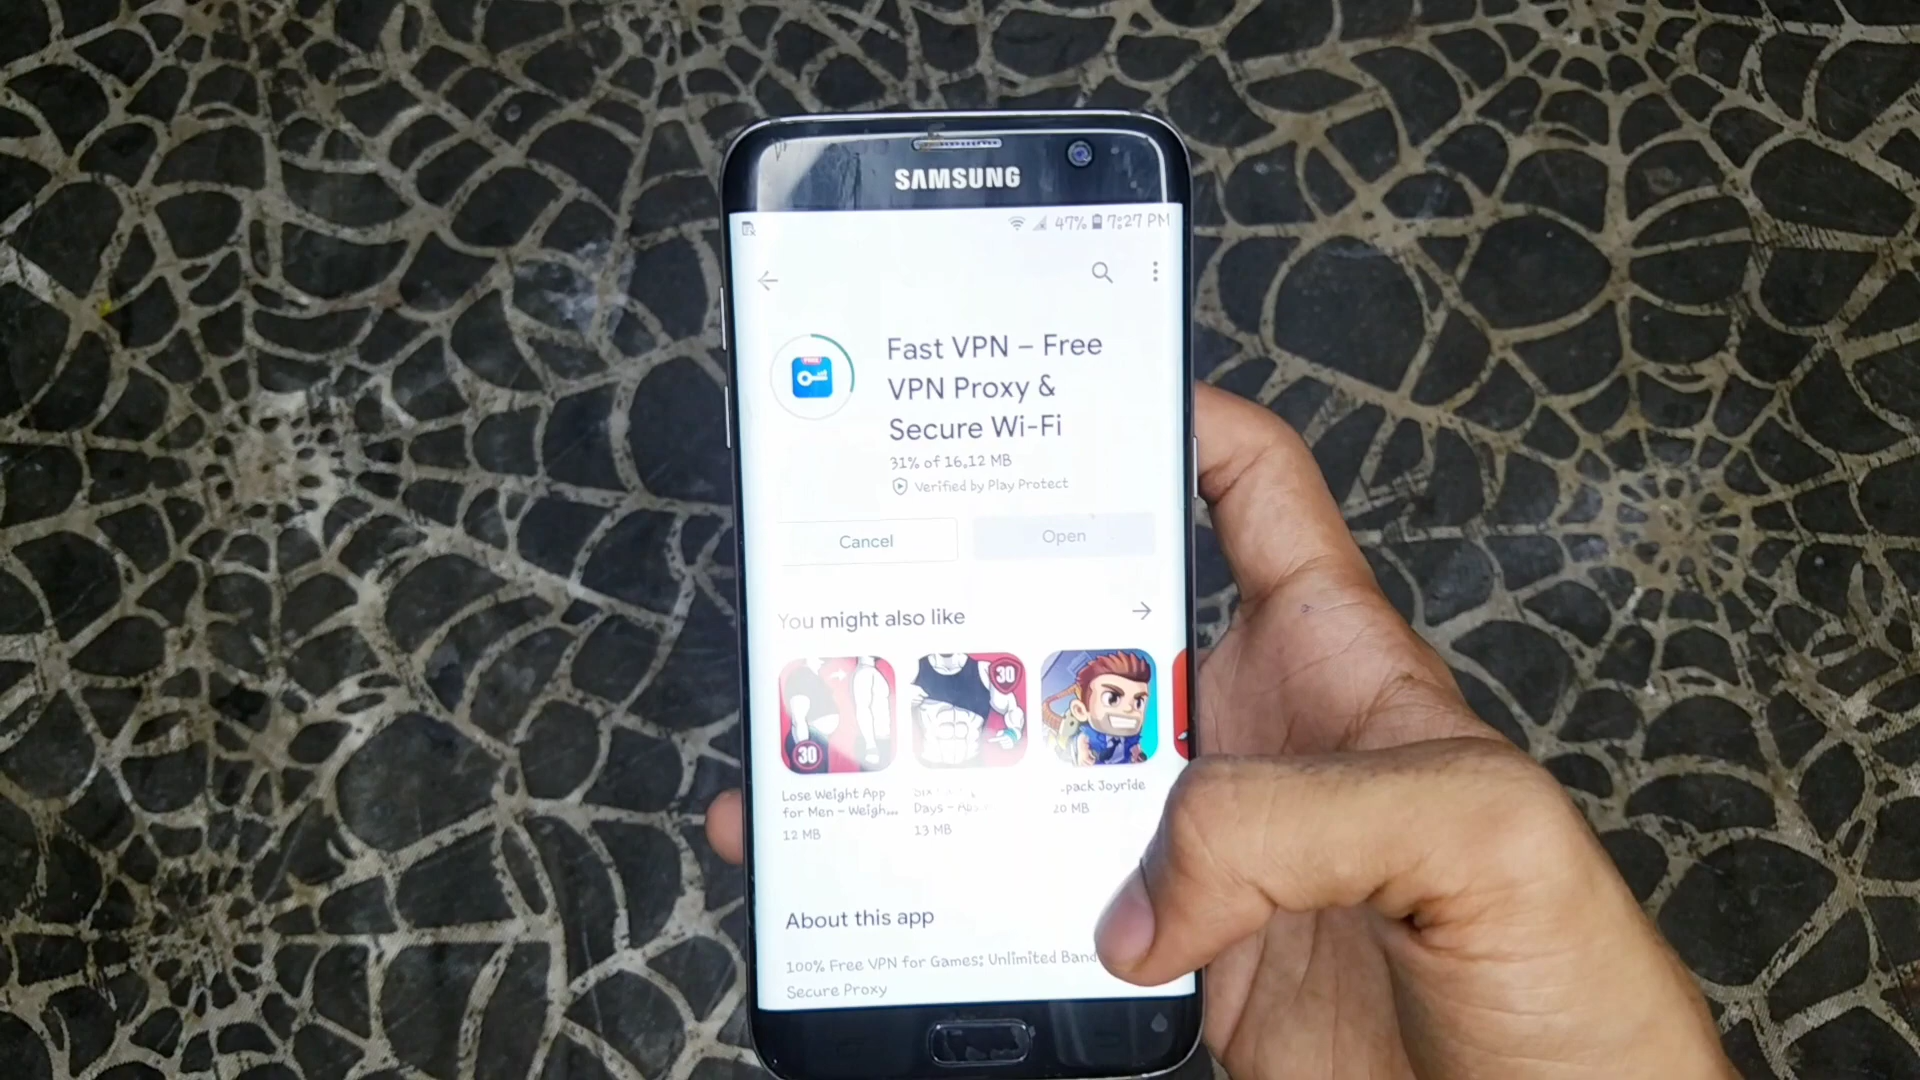 SAMSUNG
47% 7:27 PM
Fast VPN – Free
VPN Proxy &
Secure Wi-Fi
31% of 16,12 MB
Verified by Play Protect
Cancel
Open
You might also like
30
30
Lose Weight App
for Men – Weigh...
12 MB
Days –
13 MB
pack Joyride
20 MB
About this app
100% Free VPN for Games: Unlimited Band
Secure Proxy